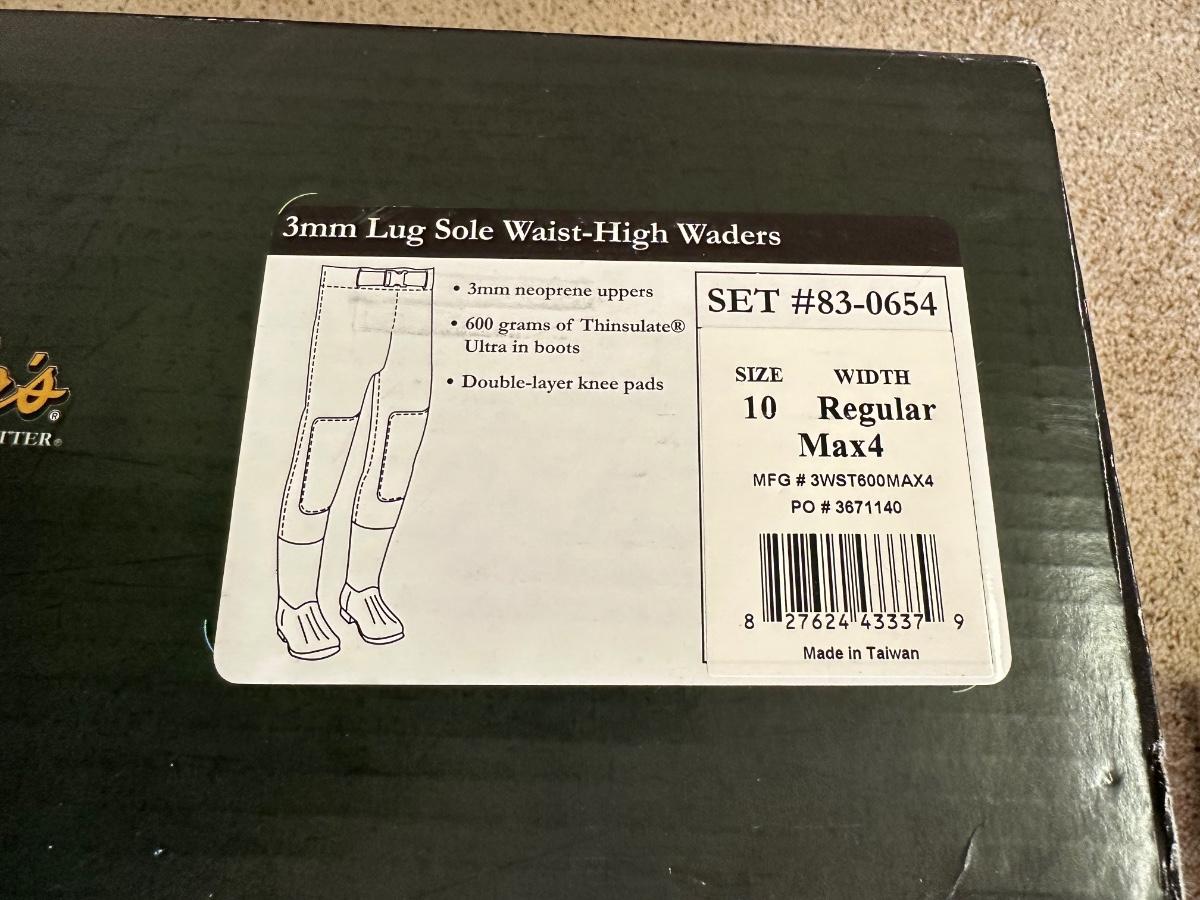 3mm Lug Sole Waist-High Waders
• 3mm neoprene uppers
• 600 grams of Thinsulate®
Ultra in boots
• Double-layer knee pads
SET #83-0654
SIZE WIDTH
10 Regular
Max4
MFG # 3WST600MAX4
PO # 3671140
8 27624 43337 9
Made in Taiwan
's®
TTER®